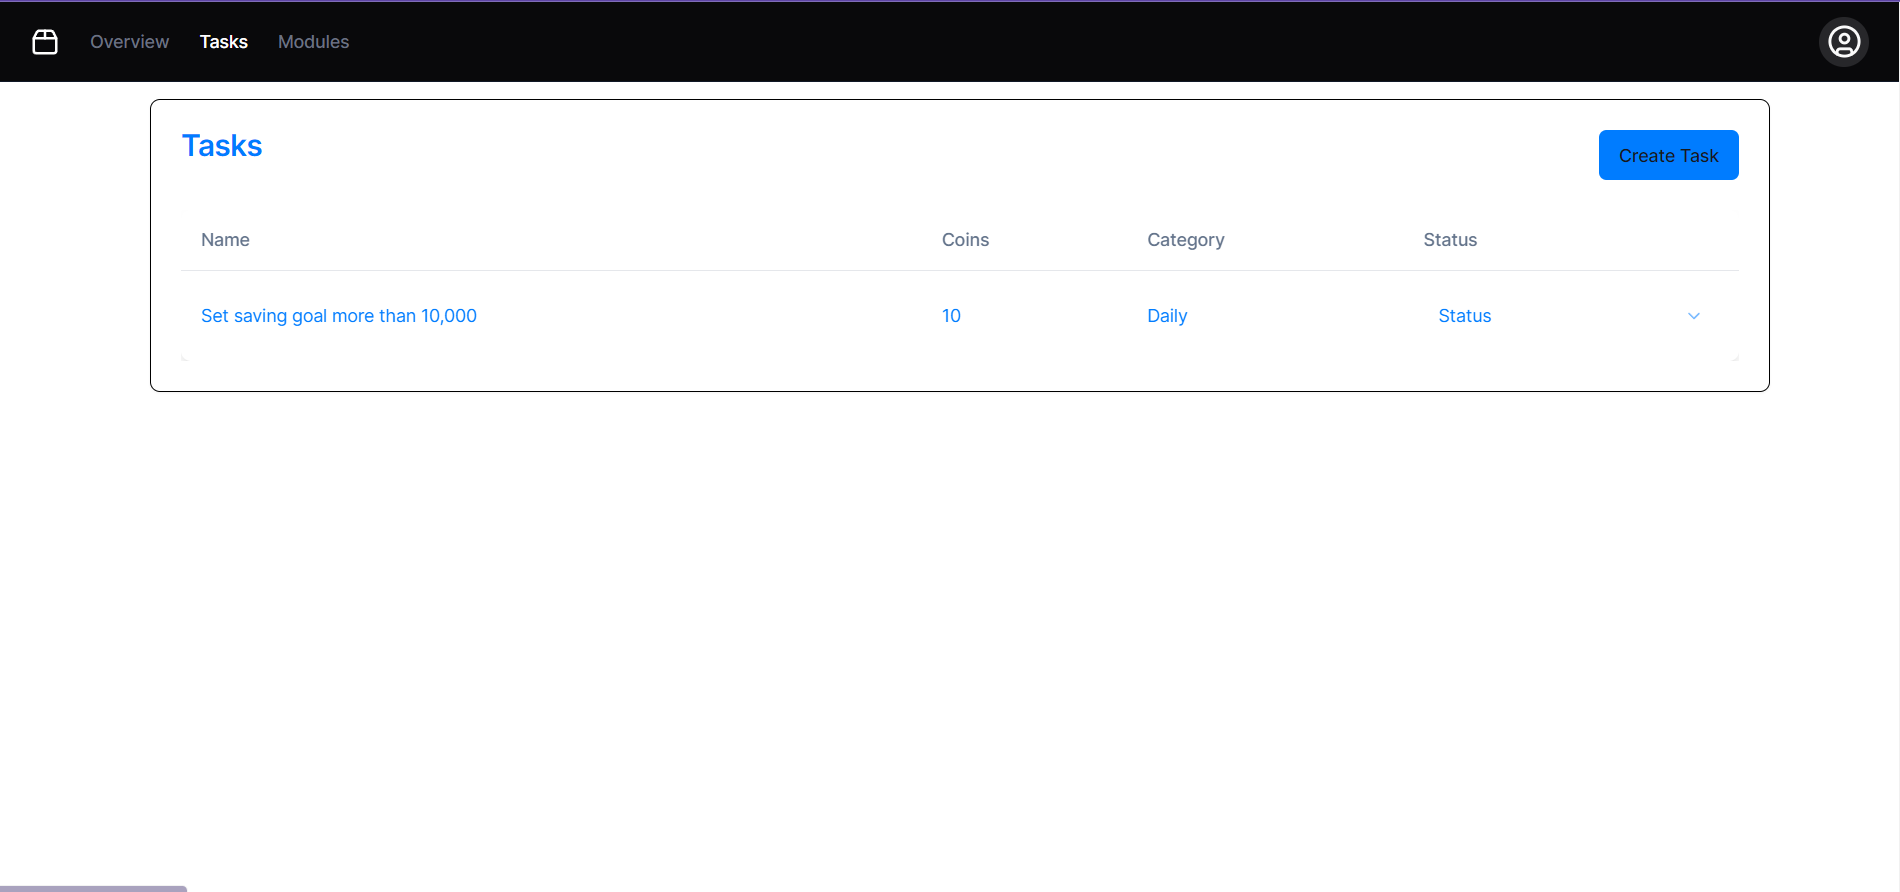 Overview Tasks Modules
Tasks
Create Task
Name Coins Category Status
Set saving goal more than 10,000 10 Daily Status